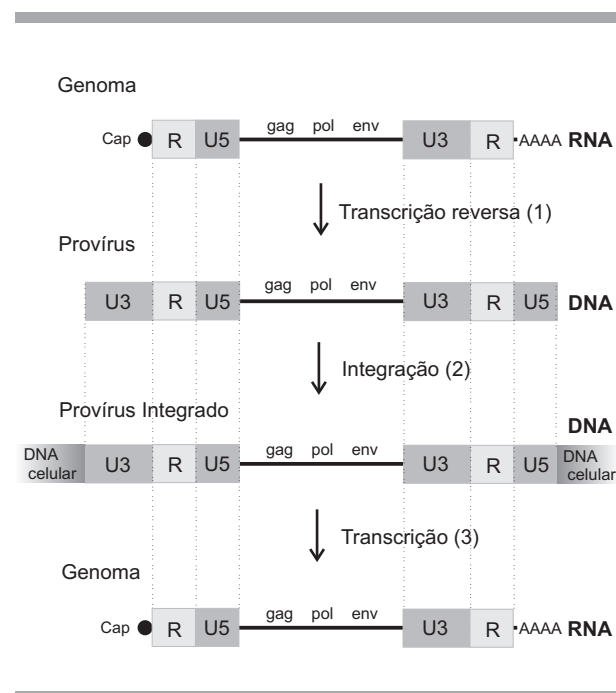 Genoma
Cap R U5 gag pol env U3 R AAAA RNA
Transcrição reversa (1)
Provírus
U3 R U5 gag pol env U3 R U5 DNA
Integração (2)
Provírus Integrado
DNA
DNA celular U3 R U5 gag pol env U3 R U5 DNA celular
Transcrição (3)
Genoma
Cap R U5 gag pol env U3 R AAAA RNA